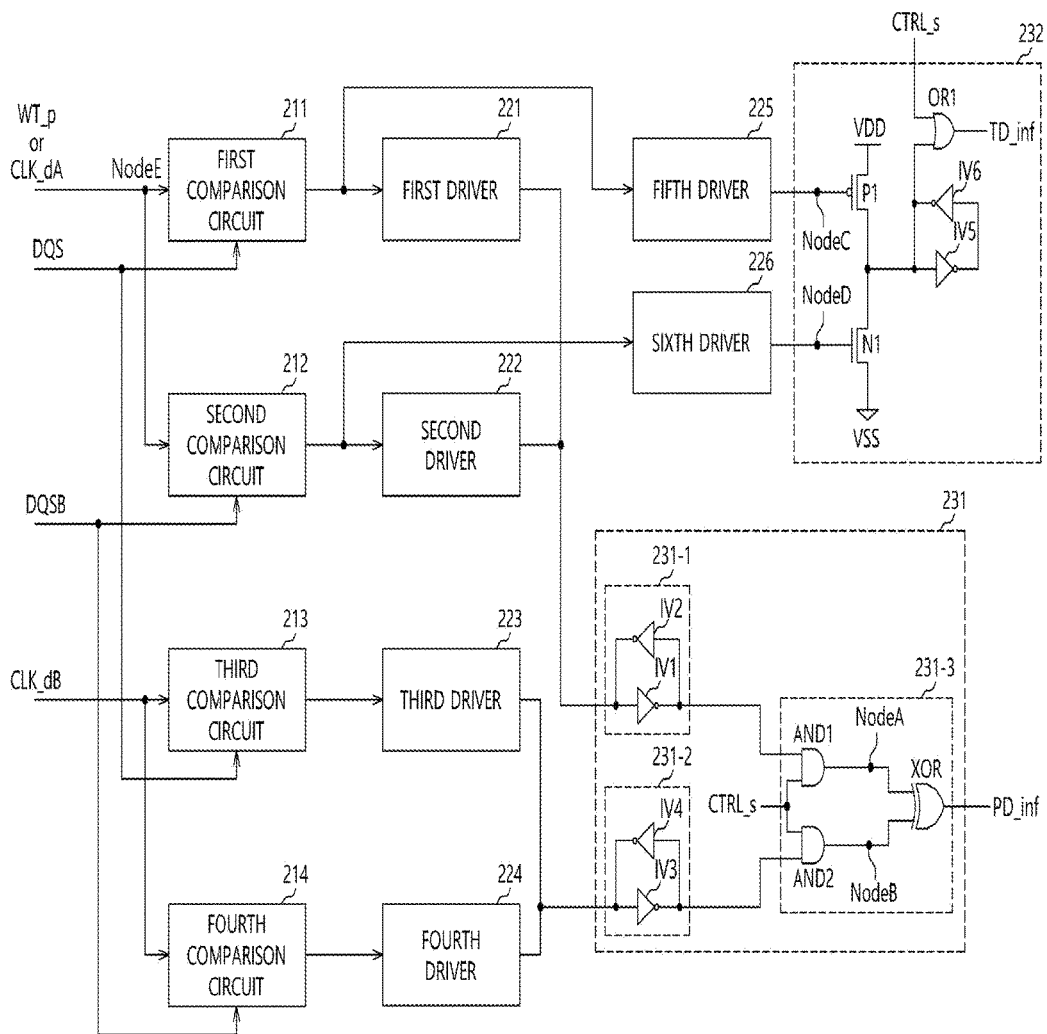 CTRL_s
232
WT_p
or
CLK_dA
NodeE
211
FIRST
COMPARISON
CIRCUIT
221
FIRST DRIVER
225
FIFTH DRIVER
NodeC
VDD
P1
OR1
TD_inf
IV6
IV5
DQS
226
SIXTH DRIVER
NodeD
N1
VSS
212
SECOND
COMPARISON
CIRCUIT
222
SECOND
DRIVER
DQSB
231
231-1
IV2
IV1
213
THIRD
COMPARISON
CIRCUIT
223
THIRD DRIVER
CLK_dB
231-3
NodeA
AND1
XOR
PD_inf
231-2
CTRL_s
IV4
IV3
AND2
NodeB
214
FOURTH
COMPARISON
CIRCUIT
224
FOURTH
DRIVER